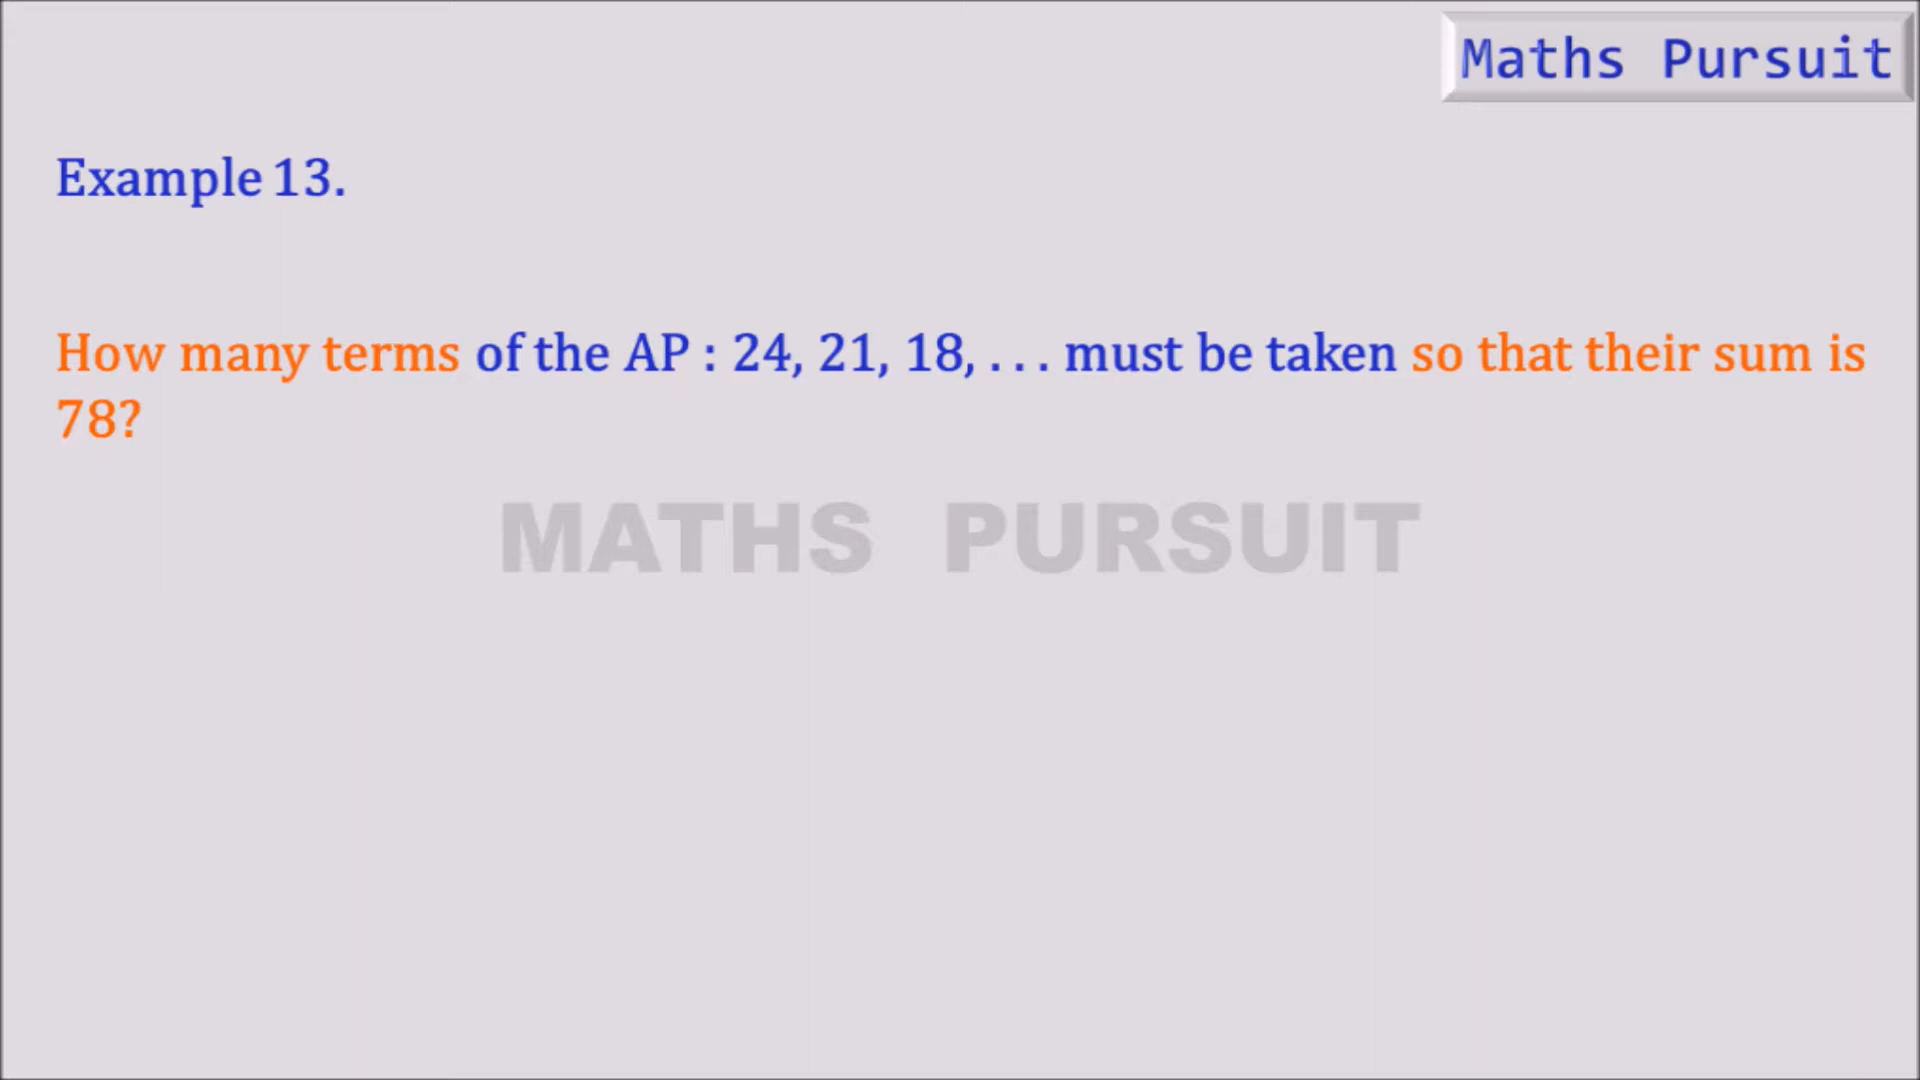 Maths Pursuit
Example 13.
How many terms of the AP : 24, 21, 18, . . . must be taken so that their sum is
78?
MATHS PURSUIT